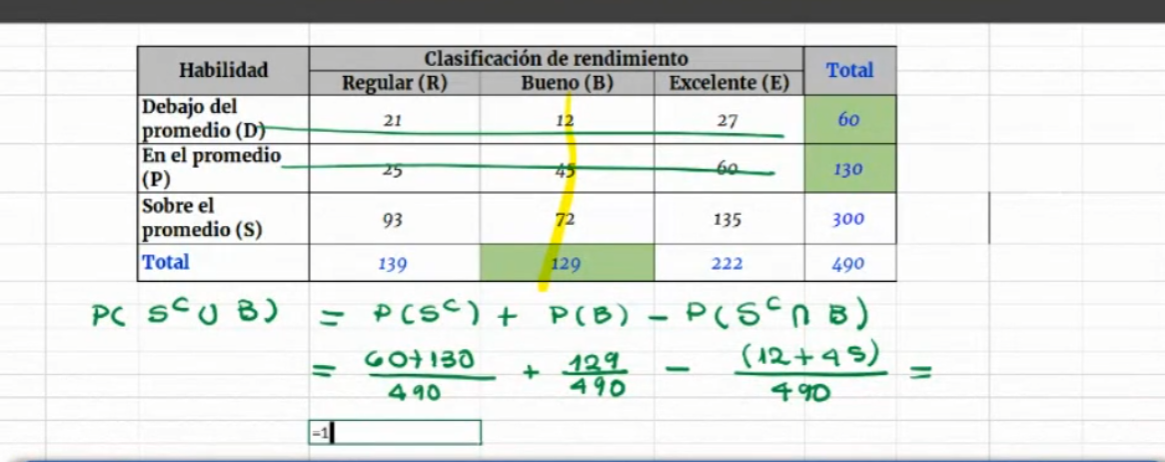 Habilidad Clasificación de rendimiento Total
Regular (R) Bueno (B) Excelente (E)
Debajo del promedio (D) 21 12 27 60
En el promedio (P) 25 45 60 130
Sobre el promedio (S) 93 72 135 300
Total 139 129 222 490
P( S^C ∪ B) = P(S^C) + P(B) - P(S^C ∩ B)
= (60+130)/490 + 129/490 - (12+45)/490 =
=1